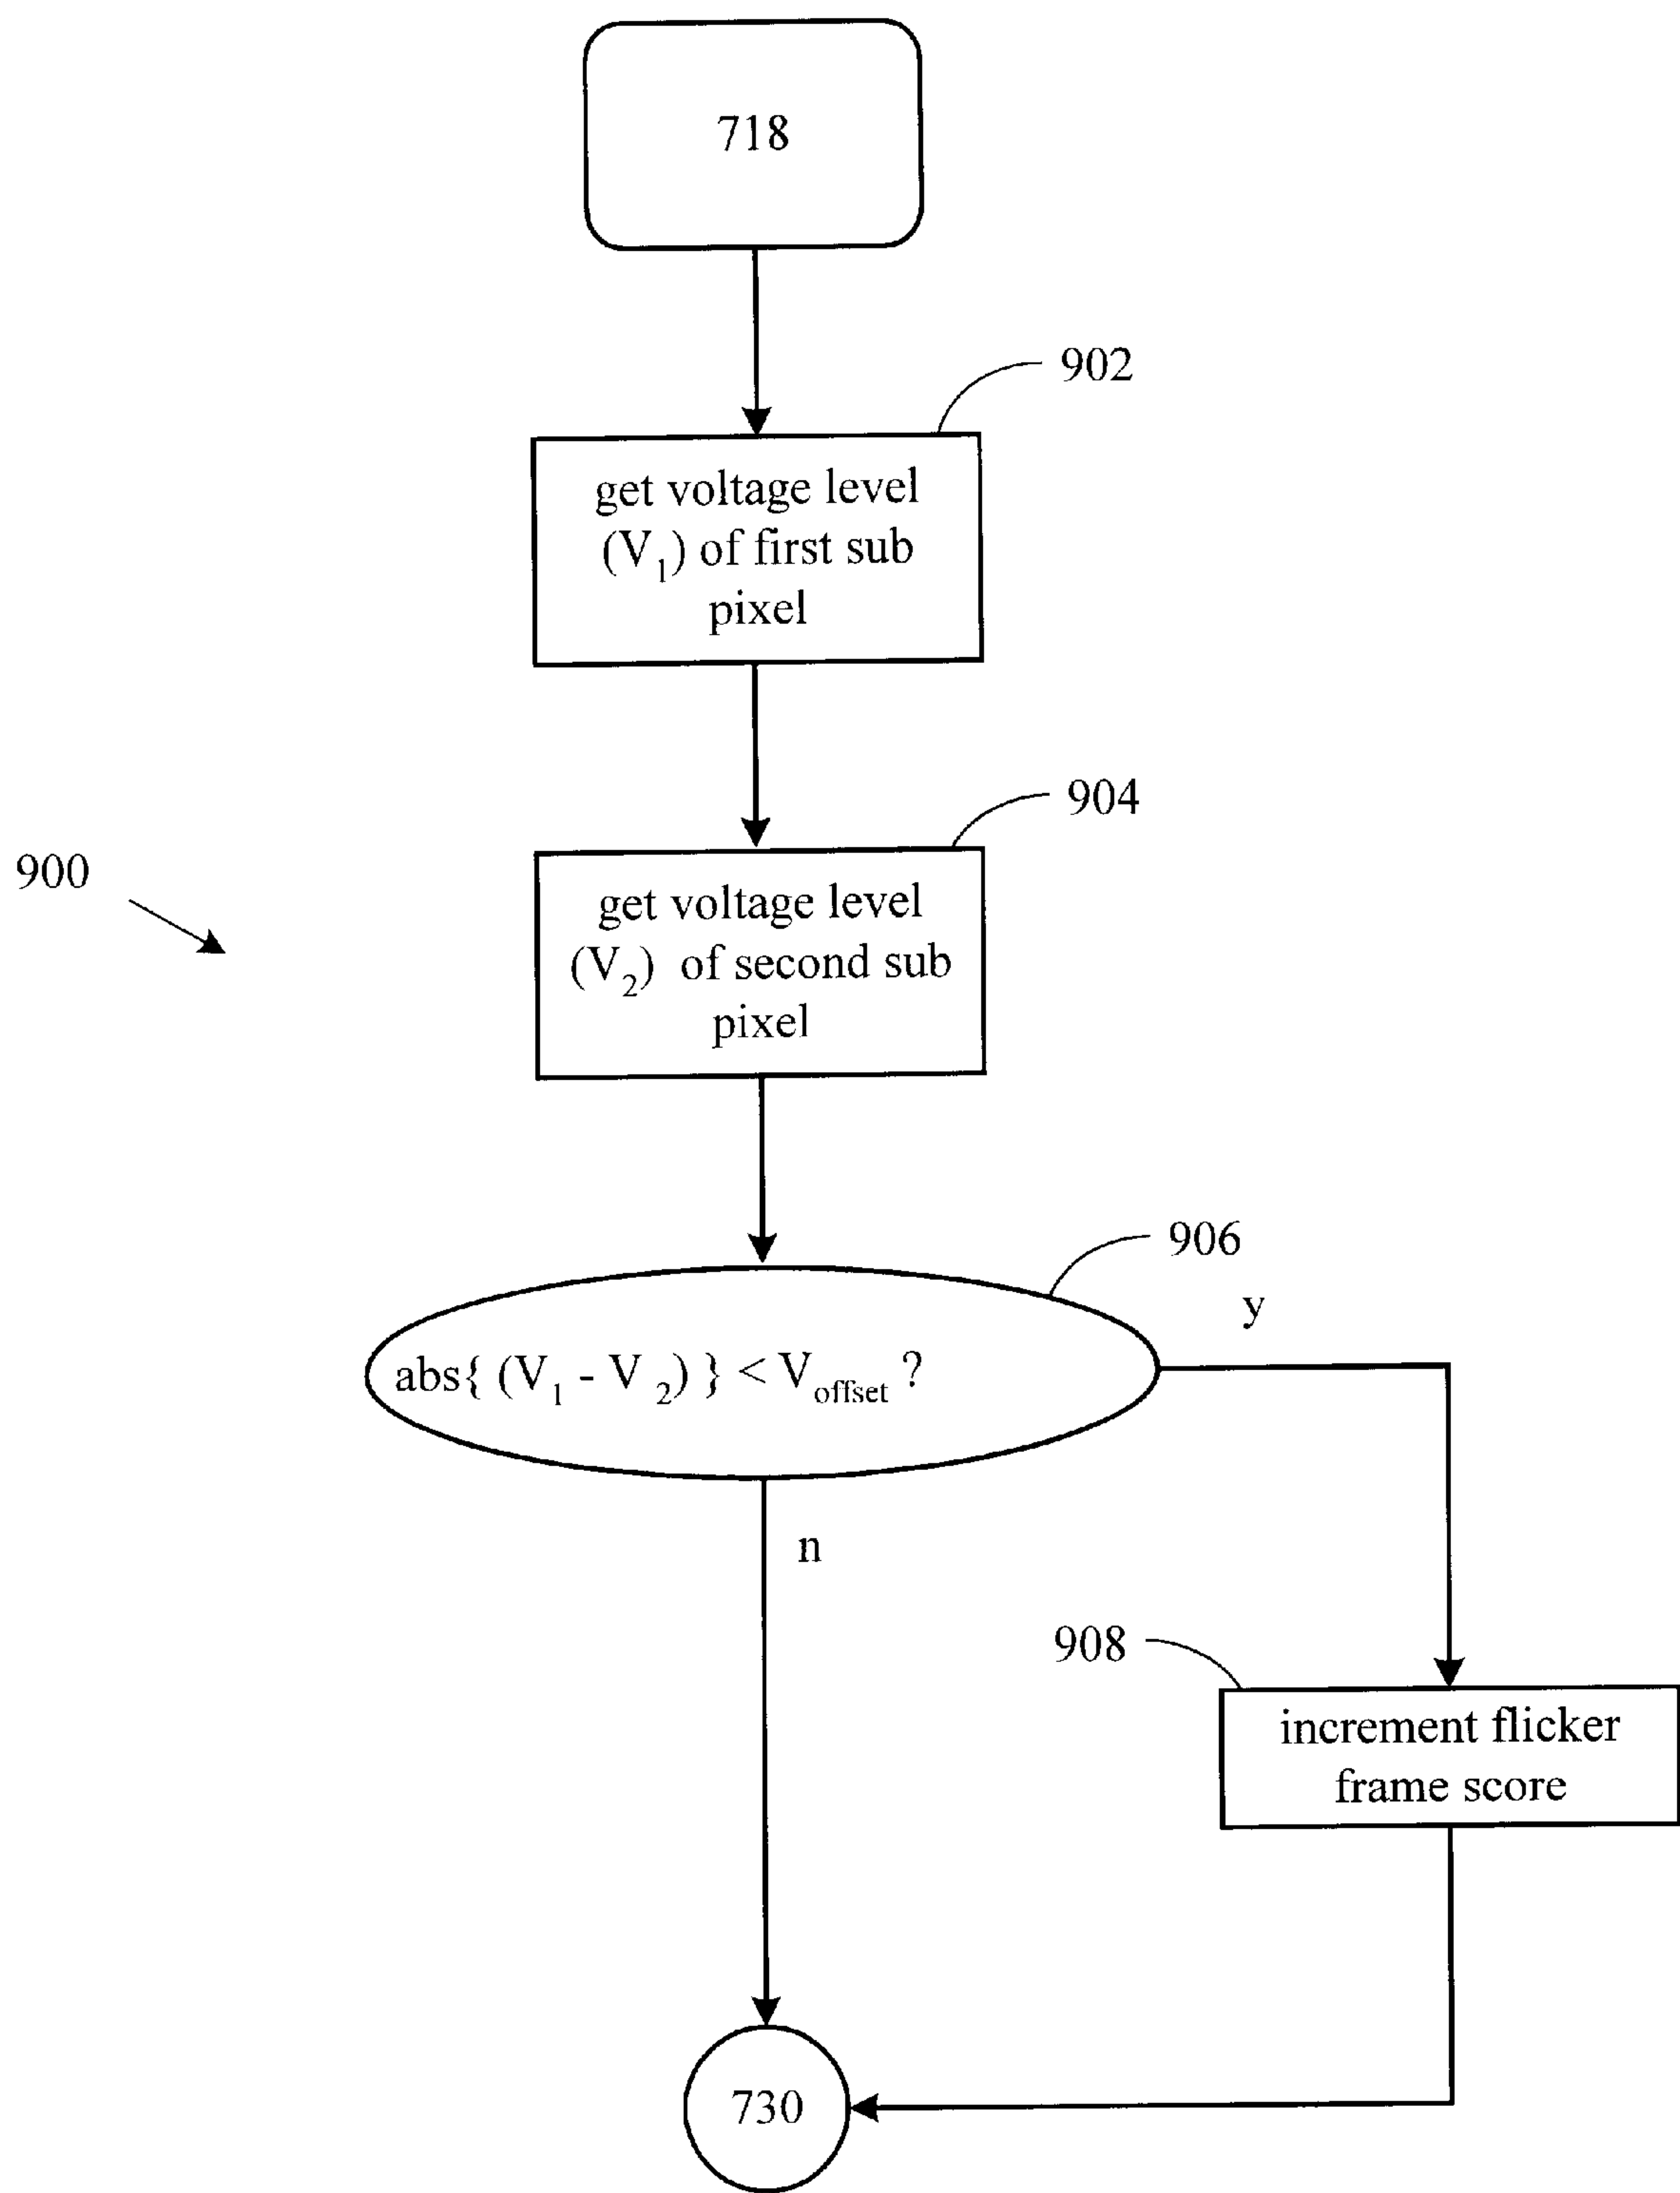 718
902
get voltage level
(V1) of first sub
pixel
904
900
get voltage level
(V2) of second sub
pixel
906
y
abs{ (V1 - V2) } < Voffset ?
n
908
increment flicker
frame score
730